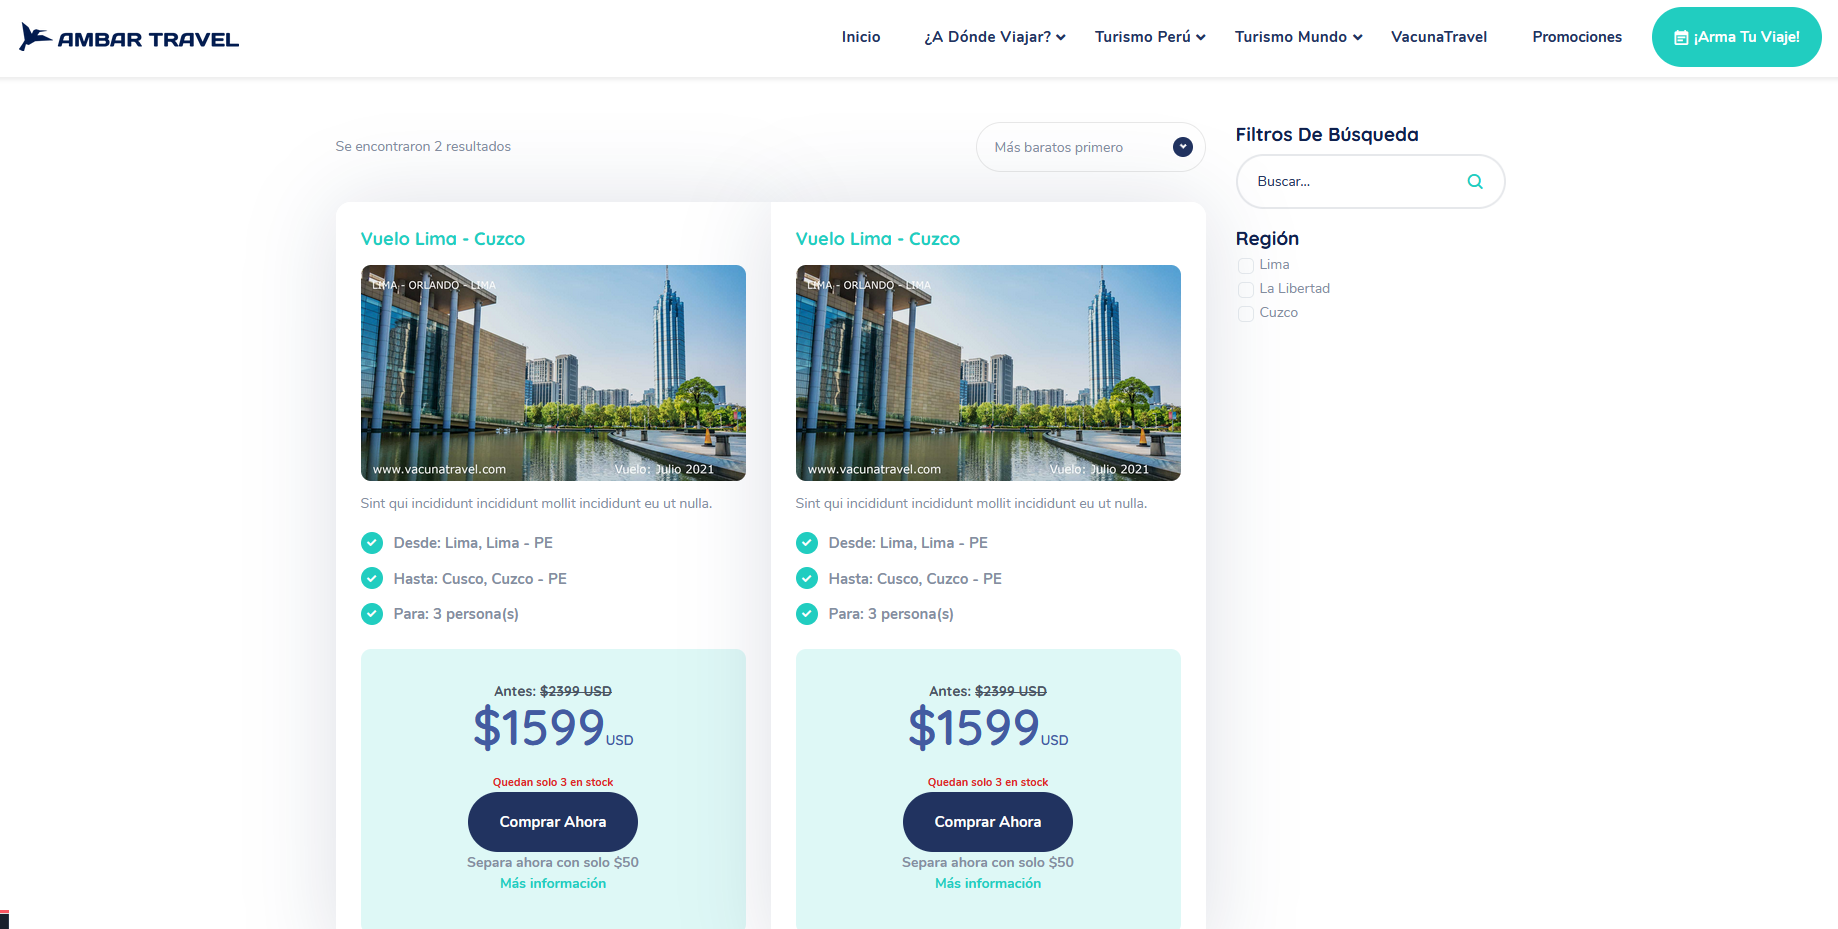 AMBAR TRAVEL
Inicio
¿A Dónde Viajar?
Turismo Perú
Turismo Mundo
VacunaTravel
Promociones
¡Arma Tu Viaje!
Se encontraron 2 resultados
Más baratos primero
Vuelo Lima - Cuzco
LIMA - ORLANDO - LIMA
www.vacunatravel.com
Vuelo: Julio 2021
Sint qui incididunt incididunt mollit incididunt eu ut nulla.
Desde: Lima, Lima - PE
Hasta: Cusco, Cuzco - PE
Para: 3 persona(s)
Antes: $2399 USD
$1599 USD
Quedan solo 3 en stock
Comprar Ahora
Separa ahora con solo $50
Más información
Vuelo Lima - Cuzco
LIMA - ORLANDO - LIMA
www.vacunatravel.com
Vuelo: Julio 2021
Sint qui incididunt incididunt mollit incididunt eu ut nulla.
Desde: Lima, Lima - PE
Hasta: Cusco, Cuzco - PE
Para: 3 persona(s)
Antes: $2399 USD
$1599 USD
Quedan solo 3 en stock
Comprar Ahora
Separa ahora con solo $50
Más información
Filtros De Búsqueda
Buscar...
Región
Lima
La Libertad
Cuzco